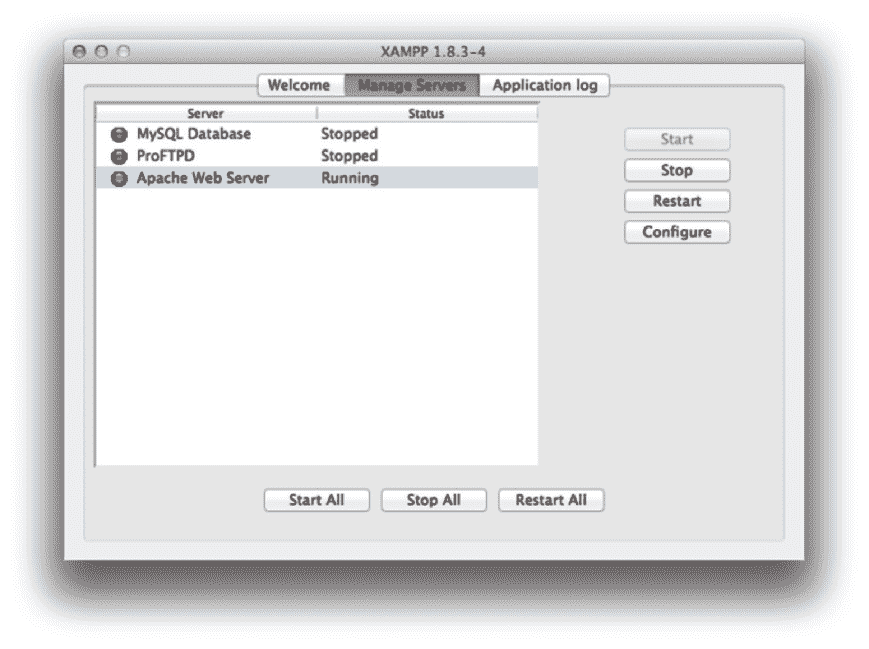 XAMPP 1.8.3-4
Welcome Manage Servers Application log
Server Status
MySQL Database Stopped
ProFTPD Stopped
Apache Web Server Running
Start
Stop
Restart
Configure
Start All Stop All Restart All